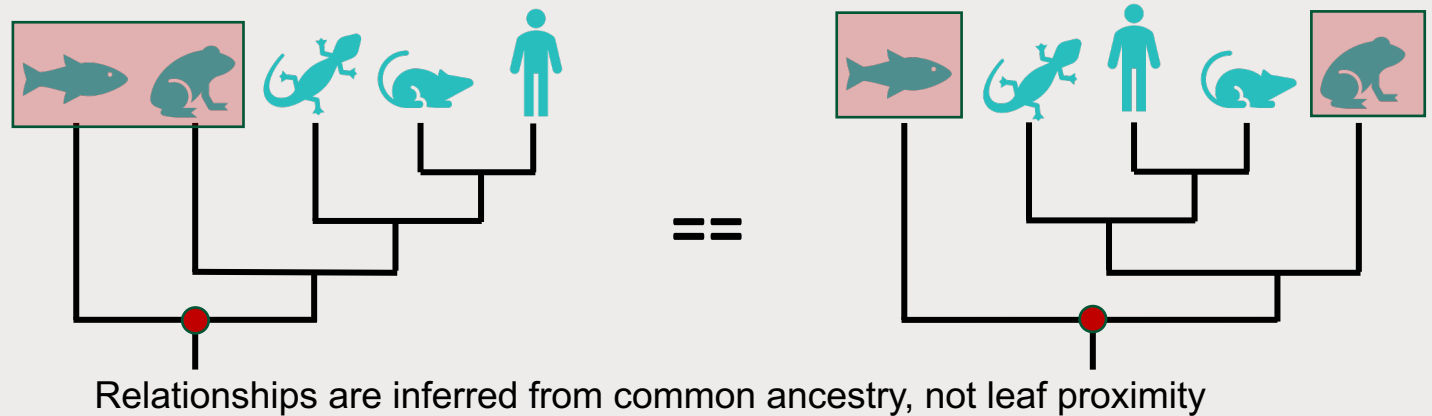 ==
Relationships are inferred from common ancestry, not leaf proximity